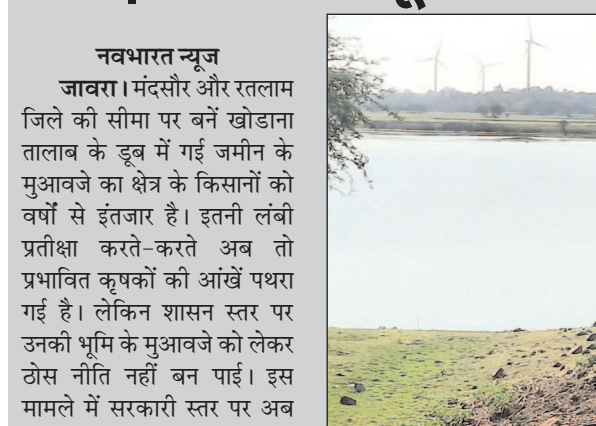 नवभारत न्यूज
जावरा। मंदसौर और रतलाम
जिले की सीमा पर बनें खोडाना
तालाब के डूब में गई जमीन के
मुआवजे का क्षेत्र के किसानों को
वर्षों से इंतजार है। इतनी लंबी
प्रतीक्षा करते-करते अब तो
प्रभावित कृषकों की आंखें पथरा
गई है। लेकिन शासन स्तर पर
उनकी भूमि के मुआवजे को लेकर
ठोस नीति नहीं बन पाई। इस
मामले में सरकारी स्तर पर अब